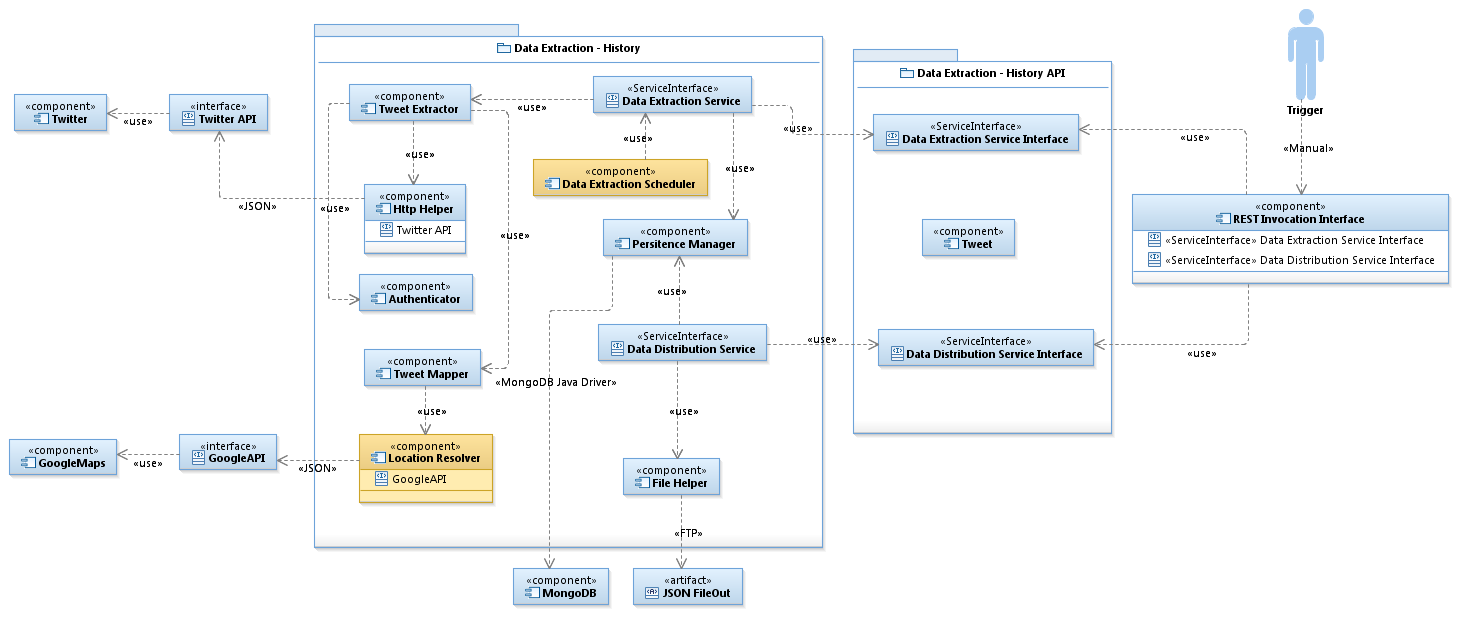 Data Extraction - History
Data Extraction - History API
Trigger
«Manual»
«component»
Twitter
«use»
«interface»
Twitter API
«component»
Tweet Extractor
«use»
«ServiceInterface»
Data Extraction Service
«use»
«ServiceInterface»
Data Extraction Service Interface
«use»
«use»
«use»
«use»
«component»
Data Extraction Scheduler
«JSON»
«use»
«component»
Http Helper
Twitter API
«use»
«component»
Persitence Manager
«component»
Tweet
«component»
REST Invocation Interface
«ServiceInterface» Data Extraction Service Interface
«ServiceInterface» Data Distribution Service Interface
«component»
Authenticator
«use»
«ServiceInterface»
Data Distribution Service
«use»
«ServiceInterface»
Data Distribution Service Interface
«use»
«component»
Tweet Mapper
«MongoDB Java Driver»
«use»
«use»
«component»
GoogleMaps
«use»
«interface»
GoogleAPI
«JSON»
«component»
Location Resolver
GoogleAPI
«component»
File Helper
«FTP»
«component»
MongoDB
«artifact»
JSON FileOut